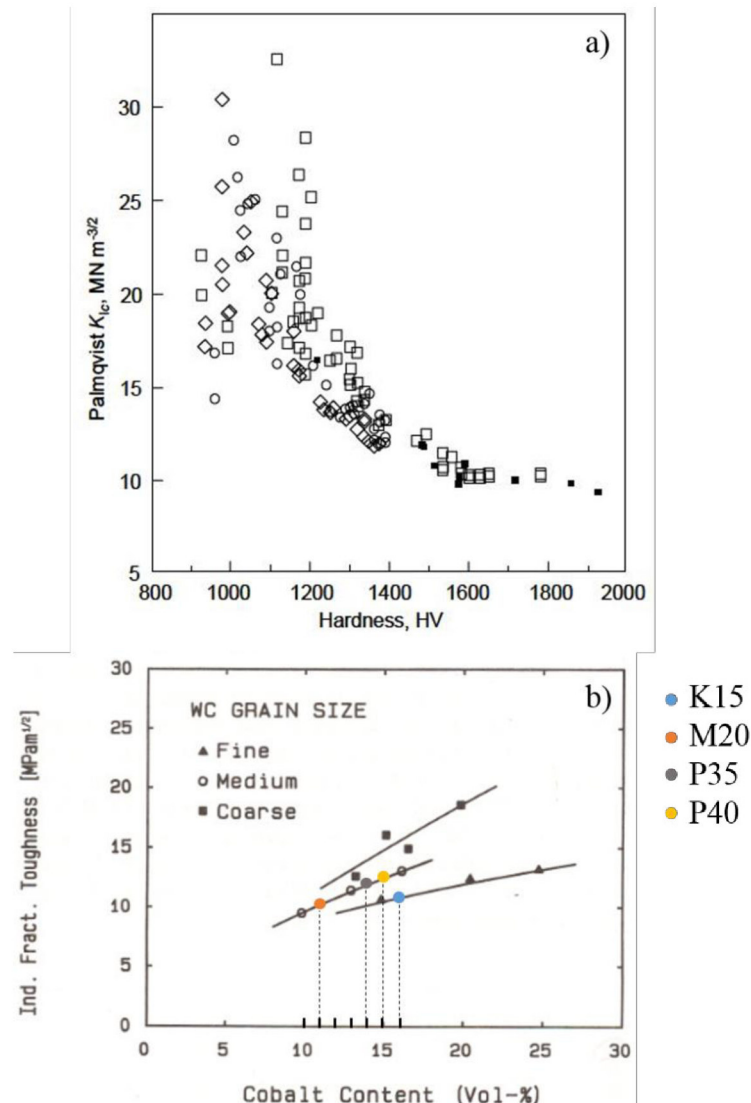 a)
Palmqvist K_Ic, MN m^-3/2
30
25
20
15
10
5
800 1000 1200 1400 1600 1800 2000
Hardness, HV
b)
Ind. Fract. Toughness [MPam^1/2]
30
25
20
15
10
5
0
WC GRAIN SIZE
Fine
Medium
Coarse
0 5 10 15 20 25 30
Cobalt Content (Vol-%)
K15
M20
P35
P40